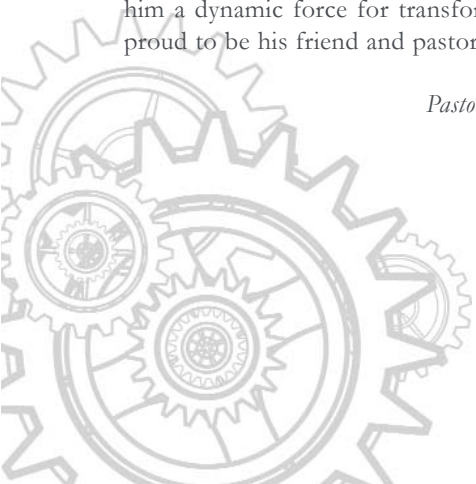 him a dynamic force for transfor
proud to be his friend and pastor
Pasto